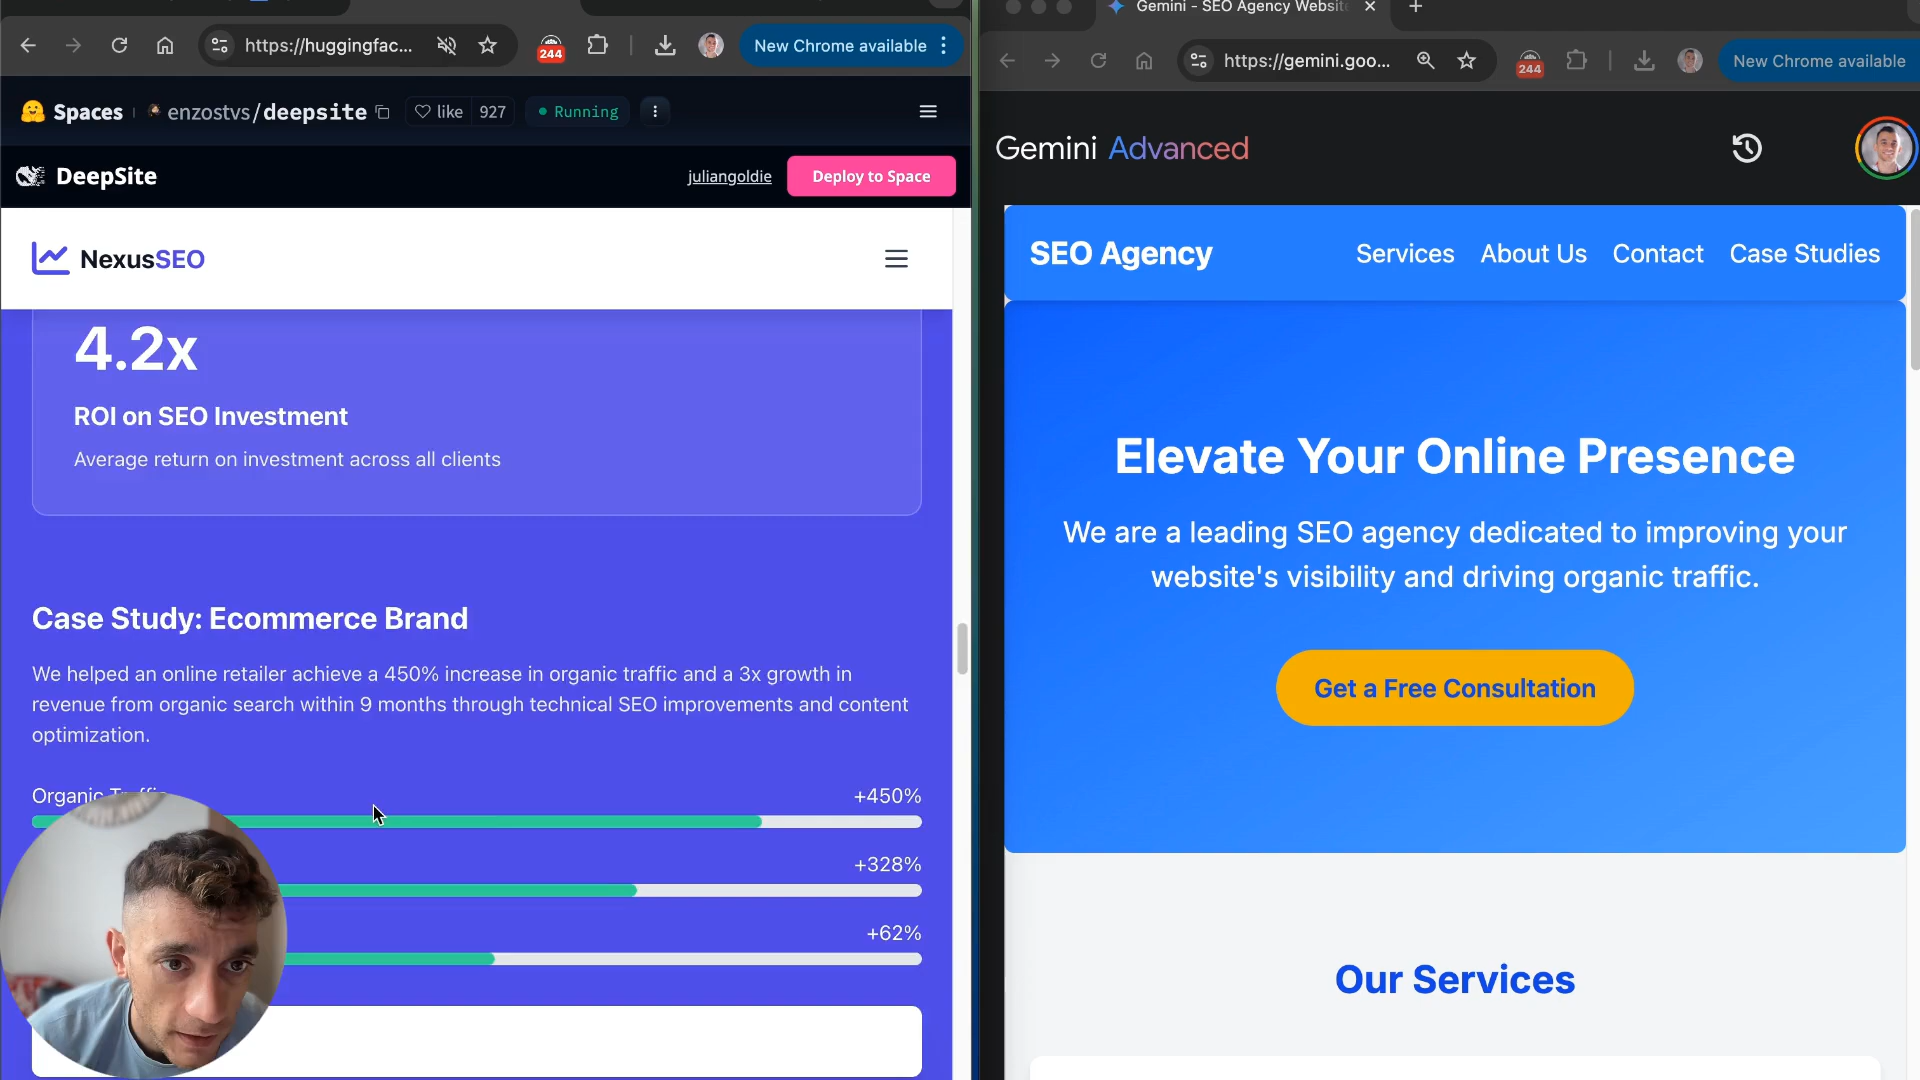 Gemini - SEO Agency Websit
https://huggingfac...
244
New Chrome available
https://gemini.goo...
244
New Chrome available
Spaces
enzostvs/deepsite
like
927
Running
DeepSite
juliangoldie
Deploy to Space
NexusSEO
4.2x
ROI on SEO Investment
Average return on investment across all clients
Case Study: Ecommerce Brand
We helped an online retailer achieve a 450% increase in organic traffic and a 3x growth in
revenue from organic search within 9 months through technical SEO improvements and content
optimization.
Organic Traffic
+450%
+328%
+62%
Gemini Advanced
SEO Agency
Services
About Us
Contact
Case Studies
Elevate Your Online Presence
We are a leading SEO agency dedicated to improving your
website's visibility and driving organic traffic.
Get a Free Consultation
Our Services